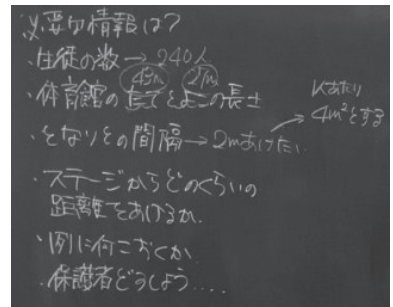 必要な情報は?
・生徒の数→240人
43m 27m
・体育館のたてとよこの長さ
・となりとの間隔→2mあけたい
1人あたり
4m²とする
・ステージからどのくらいの
距離をあけるか。
・1列に何こおくか
・保護者どうしよう....